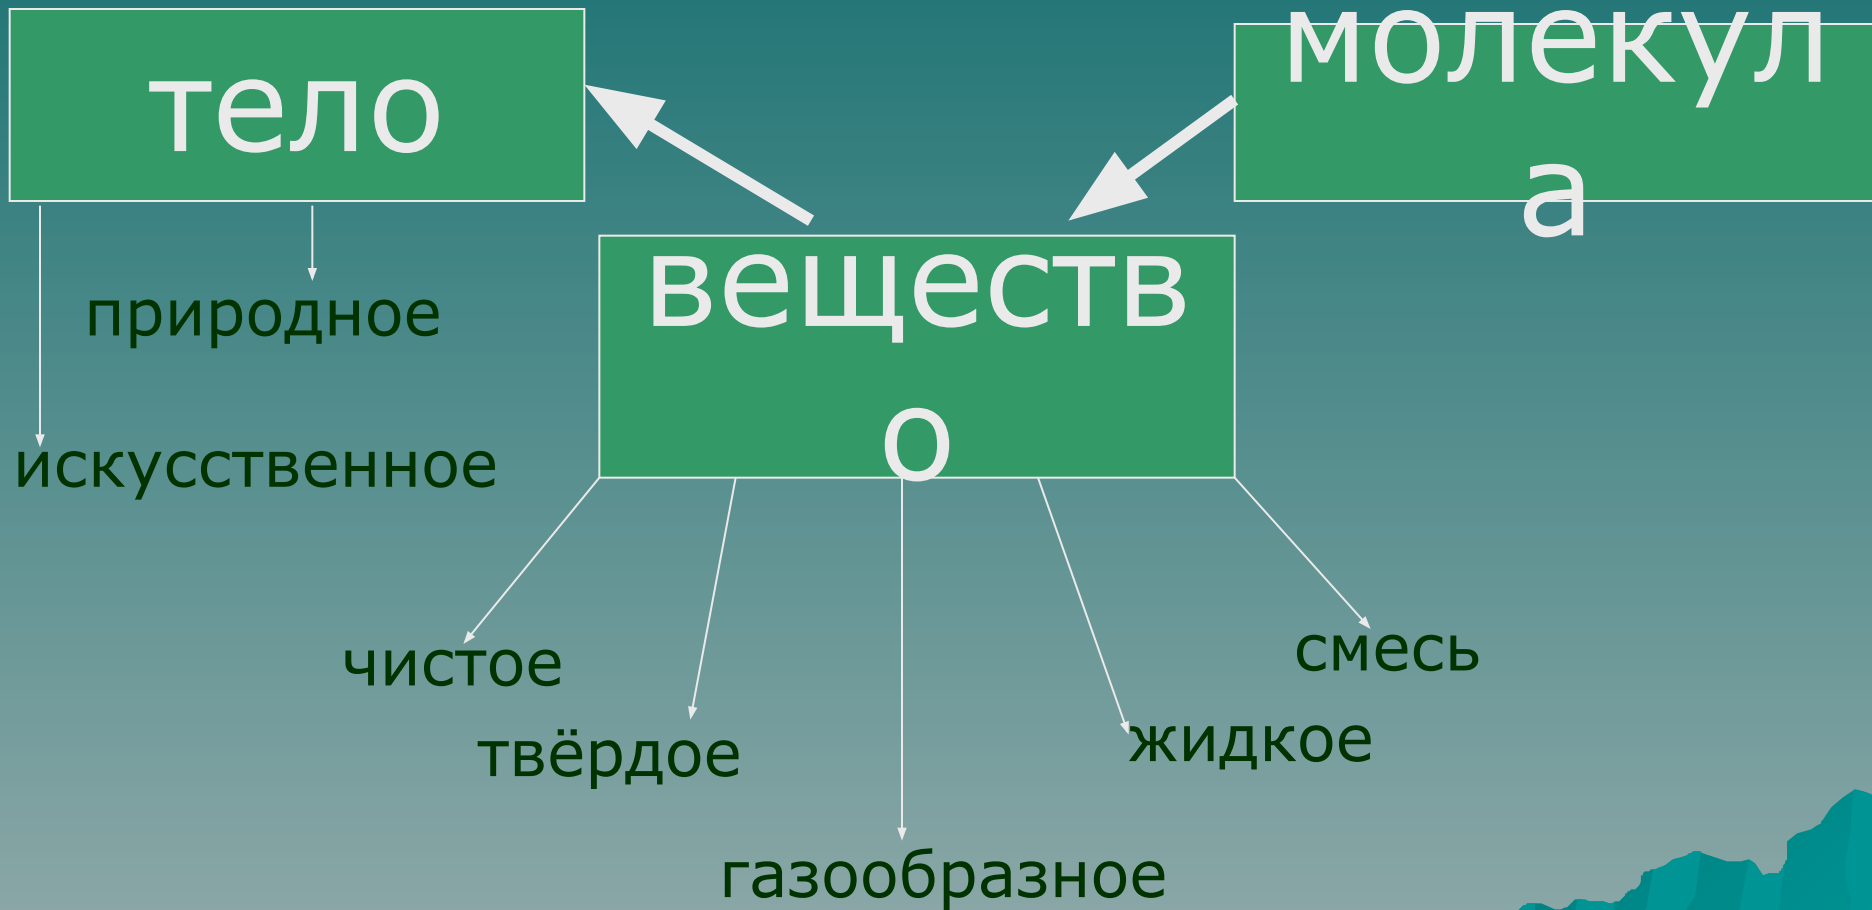 тело
молекул
а
веществ
о
природное
искусственное
чистое
твёрдое
газообразное
жидкое
смесь